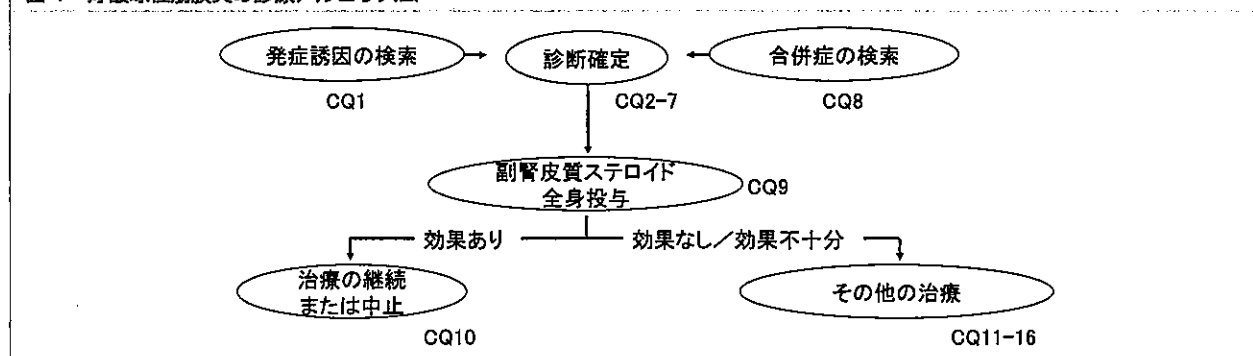 発症誘因の検索
診断確定
合併症の検索
CQ1
CQ2-7
CQ8
副腎皮質ステロイド
全身投与
CQ9
効果あり
効果なし／効果不十分
治療の継続
または中止
その他の治療
CQ10
CQ11-16